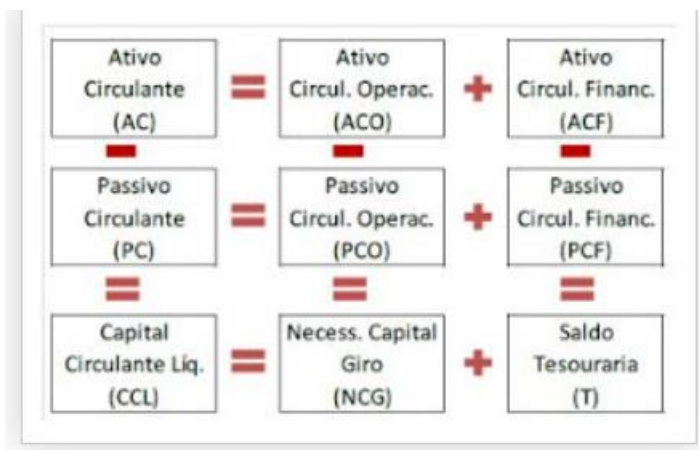 Ativo
Circulante
(AC)
=
Ativo
Circul. Operac.
(ACO)
+
Ativo
Circul. Financ.
(ACF)
-
-
-
Passivo
Circulante
(PC)
=
Passivo
Circul. Operac.
(PCO)
+
Passivo
Circul. Financ.
(PCF)
=
=
=
Capital
Circulante Líq.
(CCL)
=
Necess. Capital
Giro
(NCG)
+
Saldo
Tesouraria
(T)